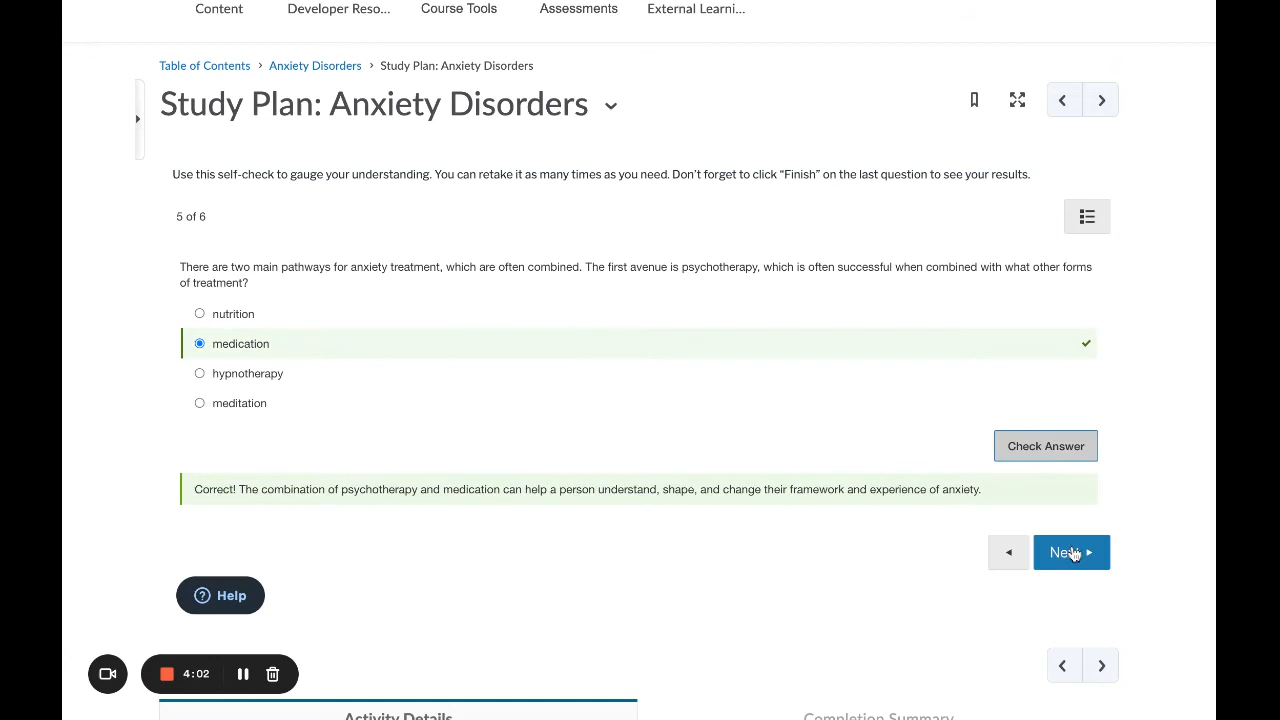 Content Developer Reso... Course Tools Assessments External Learni...
Table of Contents › Anxiety Disorders › Study Plan: Anxiety Disorders
Study Plan: Anxiety Disorders
Use this self-check to gauge your understanding. You can retake it as many times as you need. Don't forget to click “Finish” on the last question to see your results.
5 of 6
There are two main pathways for anxiety treatment, which are often combined. The first avenue is psychotherapy, which is often successful when combined with what other forms
of treatment?
nutrition
medication
hypnotherapy
meditation
Check Answer
Correct! The combination of psychotherapy and medication can help a person understand, shape, and change their framework and experience of anxiety.
Help
4:02
Activity Details Completion Summary